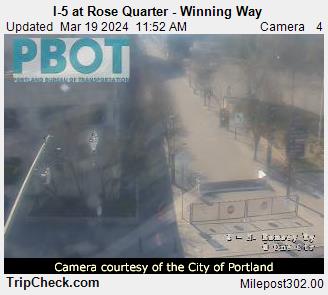 I-5 at Rose Quarter - Winning Way
Updated Mar 19 2024 11:52 AM Camera 4
PBOT
PORTLAND BUREAU OF TRANSPORTATION
Camera courtesy of the City of Portland
TripCheck.com Milepost302.00